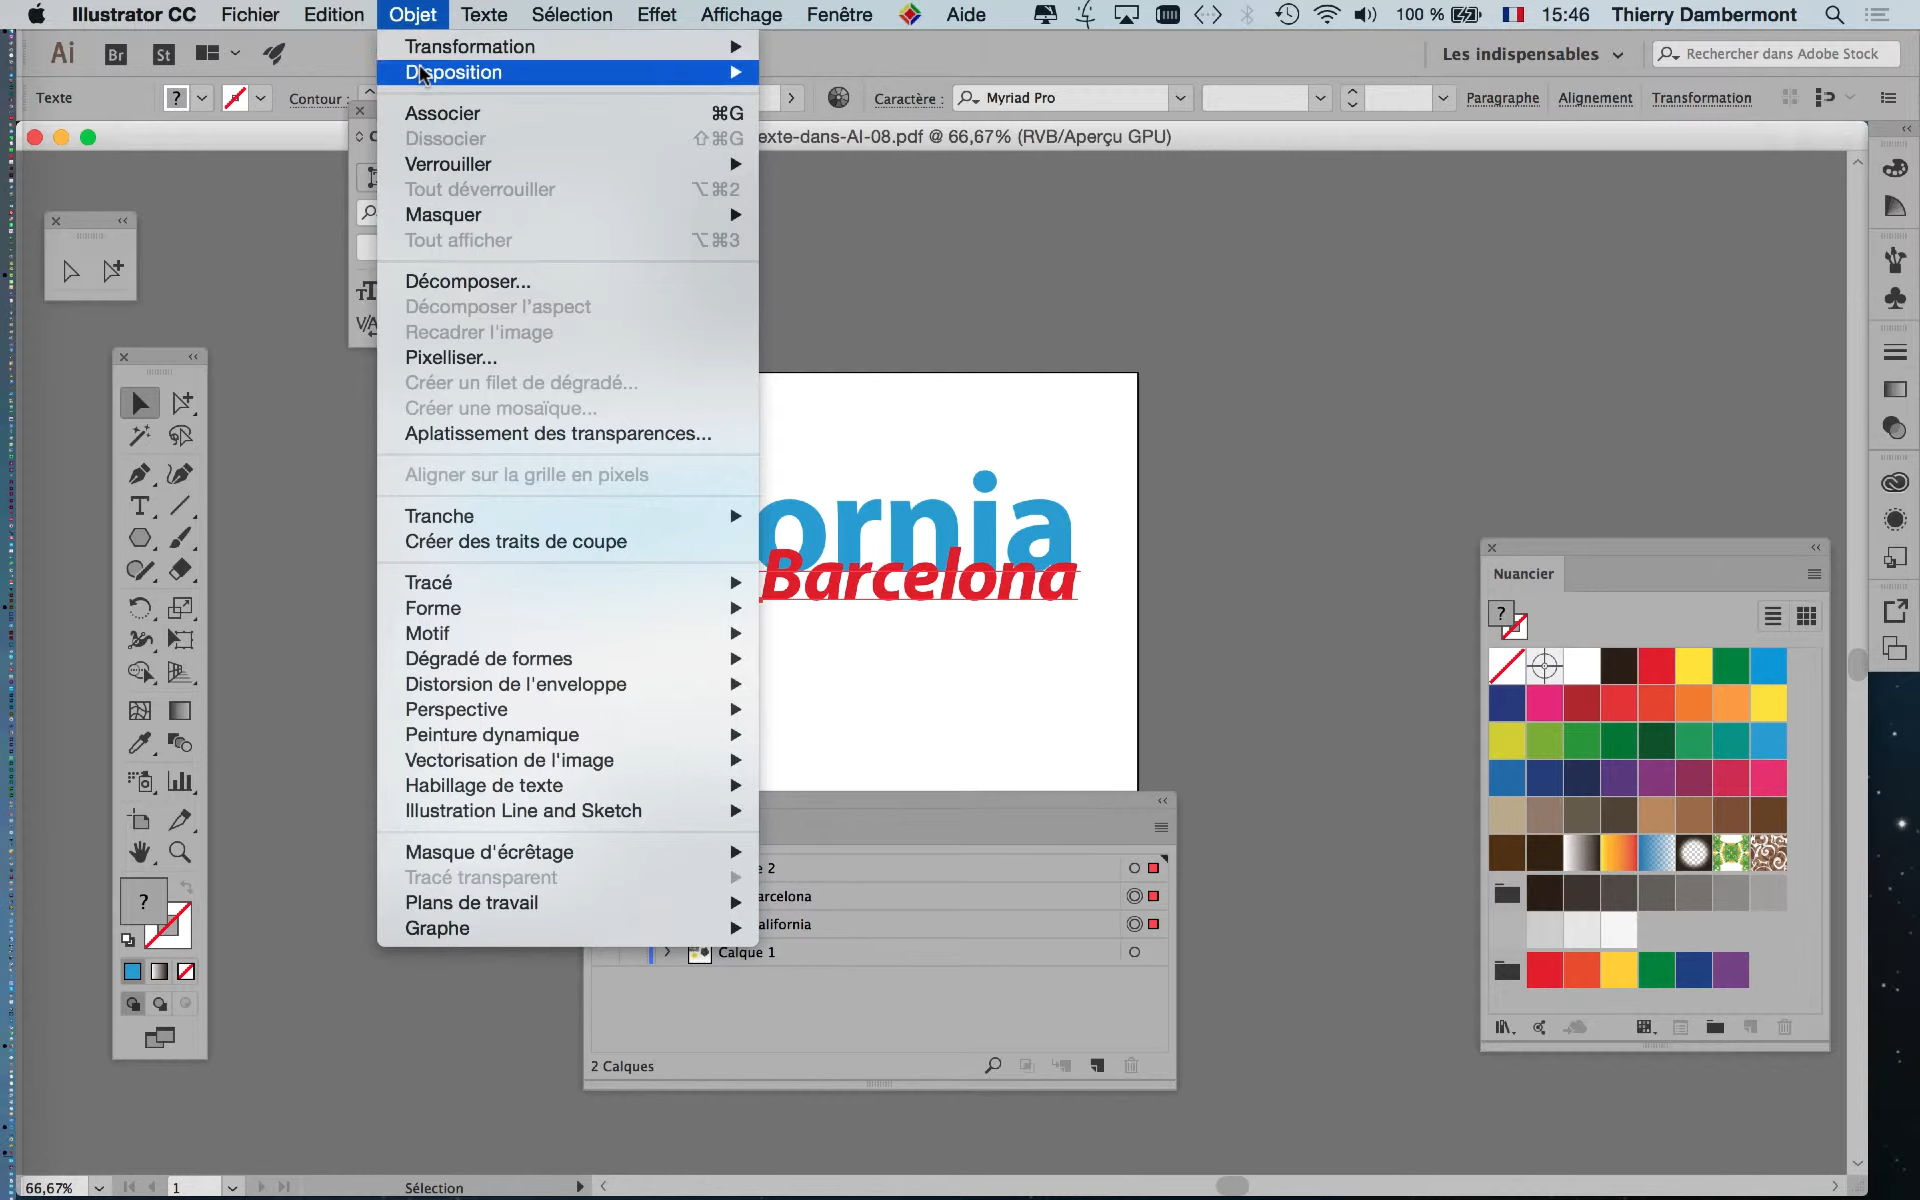 Illustrator CC Fichier Edition Objet Texte Sélection Effet Affichage Fenêtre Aide 100 % 15:46 Thierry Dambermont
Ai Br St Les indispensables Rechercher dans Adobe Stock
Texte ? Contour : Caractère : Myriad Pro Paragraphe Alignement Transformation
exte-dans-AI-08.pdf @ 66,67% (RVB/Aperçu GPU)
Transformation
Disposition
Associer ⌘G
Dissocier ⇧⌘G
Verrouiller
Tout déverrouiller ⌥⌘2
Masquer
Tout afficher ⌥⌘3
Décomposer...
Décomposer l'aspect
Recadrer l'image
Pixelliser...
Créer un filet de dégradé...
Créer une mosaïque...
Aplatissement des transparences...
Aligner sur la grille en pixels
Tranche
Créer des traits de coupe
Tracé
Forme
Motif
Dégradé de formes
Distorsion de l'enveloppe
Perspective
Peinture dynamique
Vectorisation de l'image
Habillage de texte
Illustration Line and Sketch
Masque d'écrêtage
Tracé transparent
Plans de travail
Graphe
ornia
Barcelona
Nuancier
?
?
e 2
arcelona
alifornia
Calque 1
2 Calques
66,67% 1 Sélection